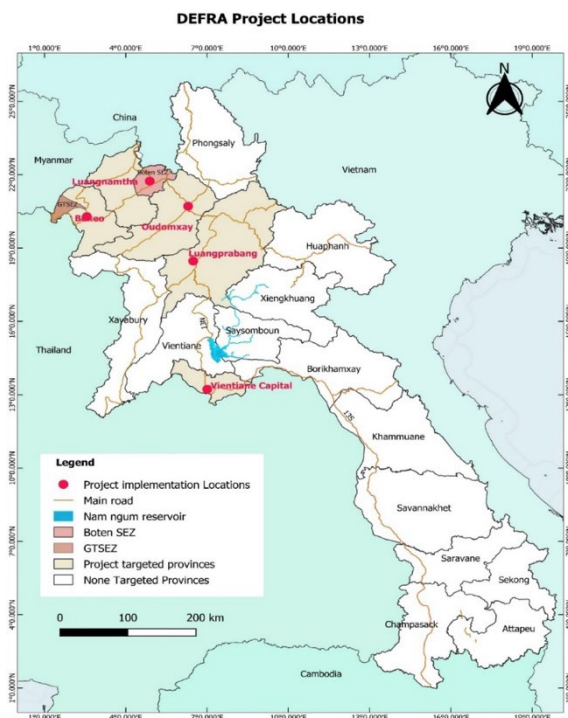 DEFRA Project Locations
1°0.000'E 4°0.000'E 7°0.000'E 10°0.000'E 13°0.000'E 16°0.000'E 19°0.000'E
N
China
Phongsaly
Myanmar
Boten SEZ
Luangnamtha
Vietnam
GTSEZ
Oudomxay
Huaphanh
Luangprabang
Xiengkhuang
Xayabury
Saysomboun
Vientiane
Thailand
Borikhamxay
Vientiane Capital
13S
Khammuane
Savannakhet
Saravane
Sekong
Champasack
Attapeu
Cambodia
Legend
Project implementation Locations
Main road
Nam ngum reservoir
Boten SEZ
GTSEZ
Project targeted provinces
None Targeted Provinces
0 100 200 km